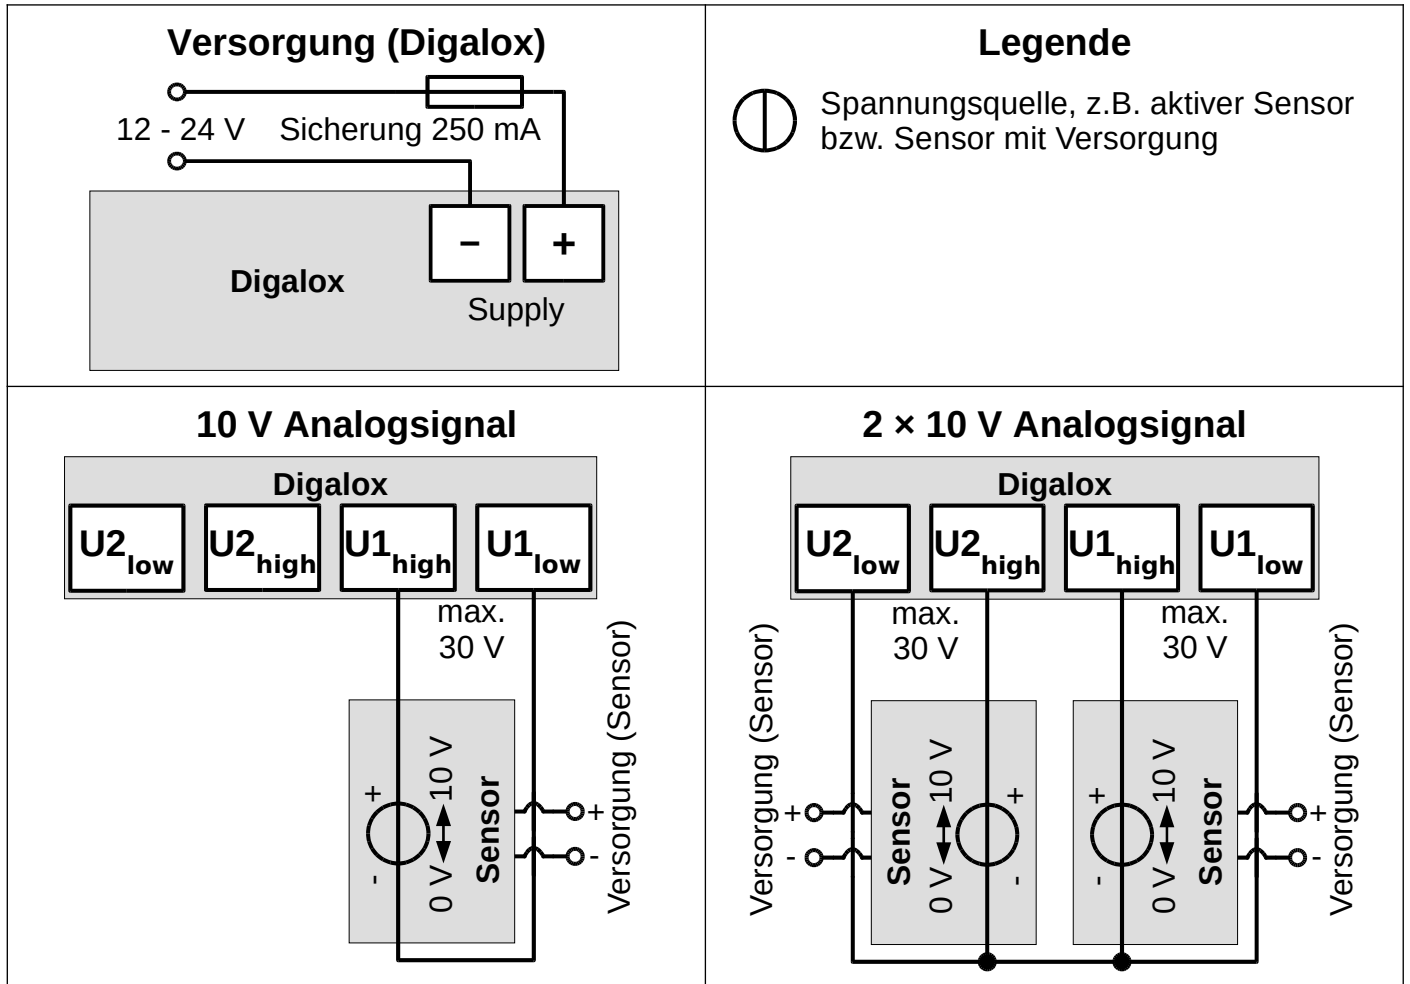 Versorgung (Digalox)
12 - 24 V Sicherung 250 mA
− +
Digalox
Supply
Legende
Spannungsquelle, z.B. aktiver Sensor
bzw. Sensor mit Versorgung
10 V Analogsignal
Digalox
U2low U2high U1high U1low
max.
30 V
+
-
0 V
10 V
Sensor
+
-
Versorgung (Sensor)
2 × 10 V Analogsignal
Digalox
U2low U2high U1high U1low
max.
30 V
max.
30 V
Versorgung (Sensor)
+
-
Sensor
0 V
10 V
+
-
+
-
0 V
10 V
Sensor
+
-
Versorgung (Sensor)